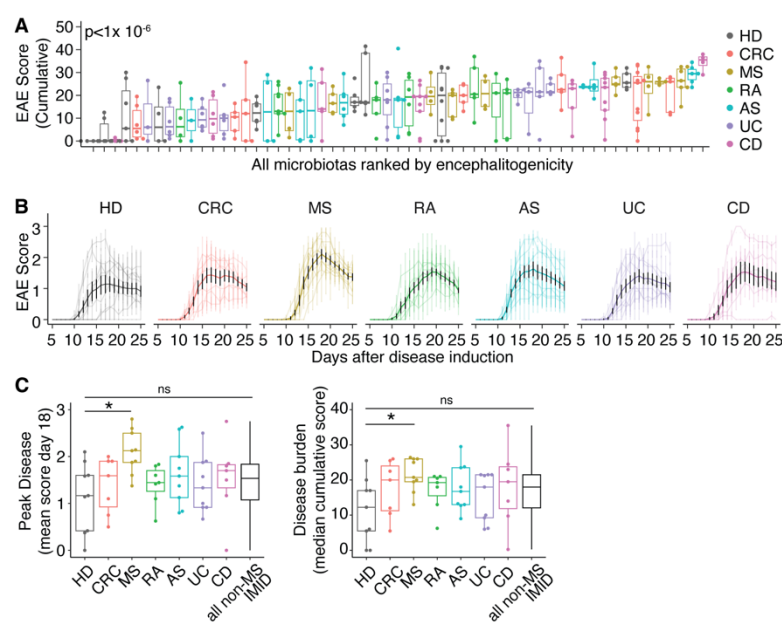 A
p<1x 10⁻⁶
EAE Score
(Cumulative)
50
40
30
20
10
0
All microbiotas ranked by encephalitogenicity
HD
CRC
MS
RA
AS
UC
CD
B
HD CRC MS RA AS UC CD
EAE Score
3
2
1
0
5 10 15 20 25 5 10 15 20 25 5 10 15 20 25 5 10 15 20 25 5 10 15 20 25 5 10 15 20 25 5 10 15 20 25
Days after disease induction
C
ns
*
Peak Disease
(mean score day 18)
3
2
1
0
HD CRC MS RA AS UC CD all non-MS
IMID
ns
*
Disease burden
(median cumulative score)
40
30
20
10
0
HD CRC MS RA AS UC CD all non-MS
IMID